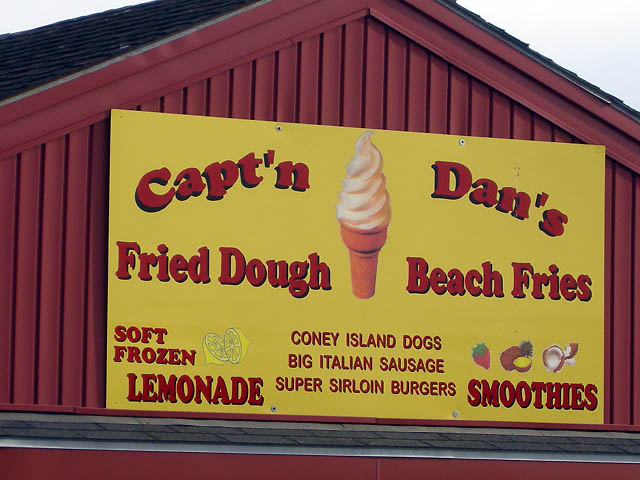 Capt'n Dan's
Fried Dough Beach Fries
SOFT
FROZEN
LEMONADE
CONEY ISLAND DOGS
BIG ITALIAN SAUSAGE
SUPER SIRLOIN BURGERS
SMOOTHIES